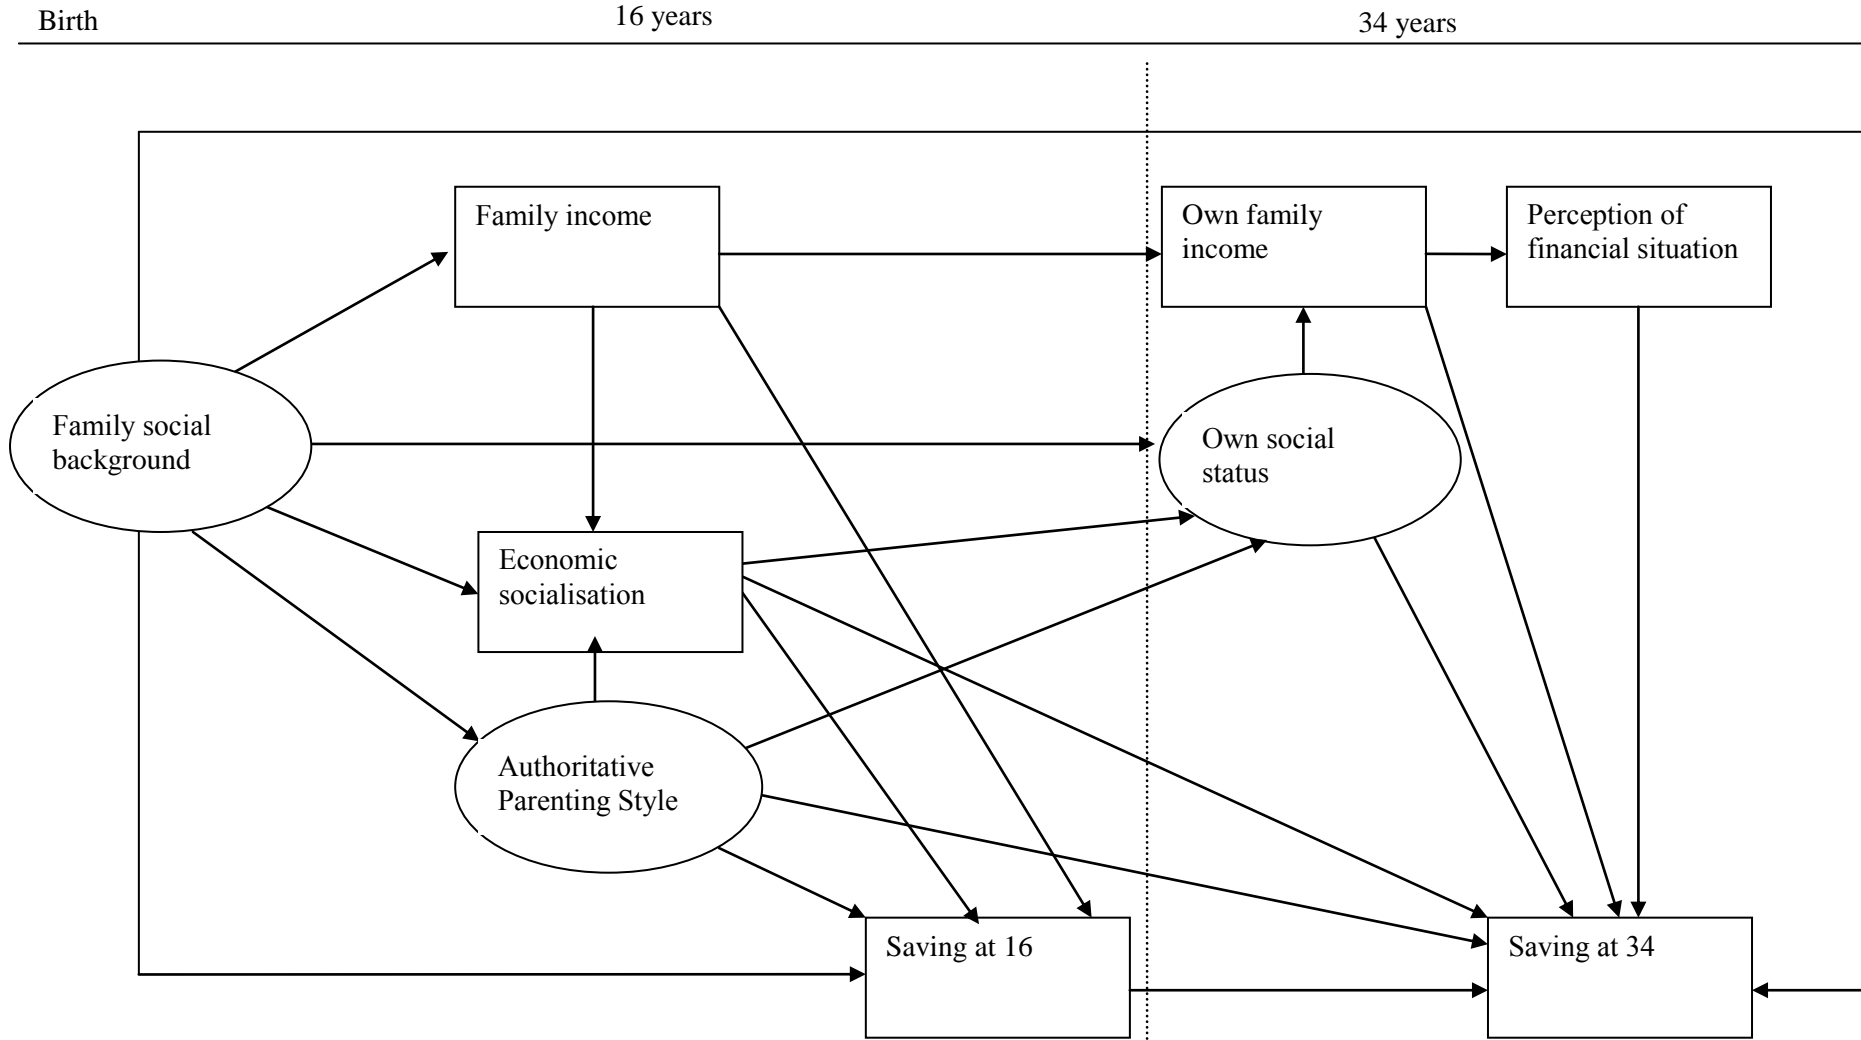 Birth
16 years
34 years
Family income
Own family
income
Perception of
financial situation
Family social
background
Own social
status
Economic
socialisation
Authoritative
Parenting Style
Saving at 16
Saving at 34